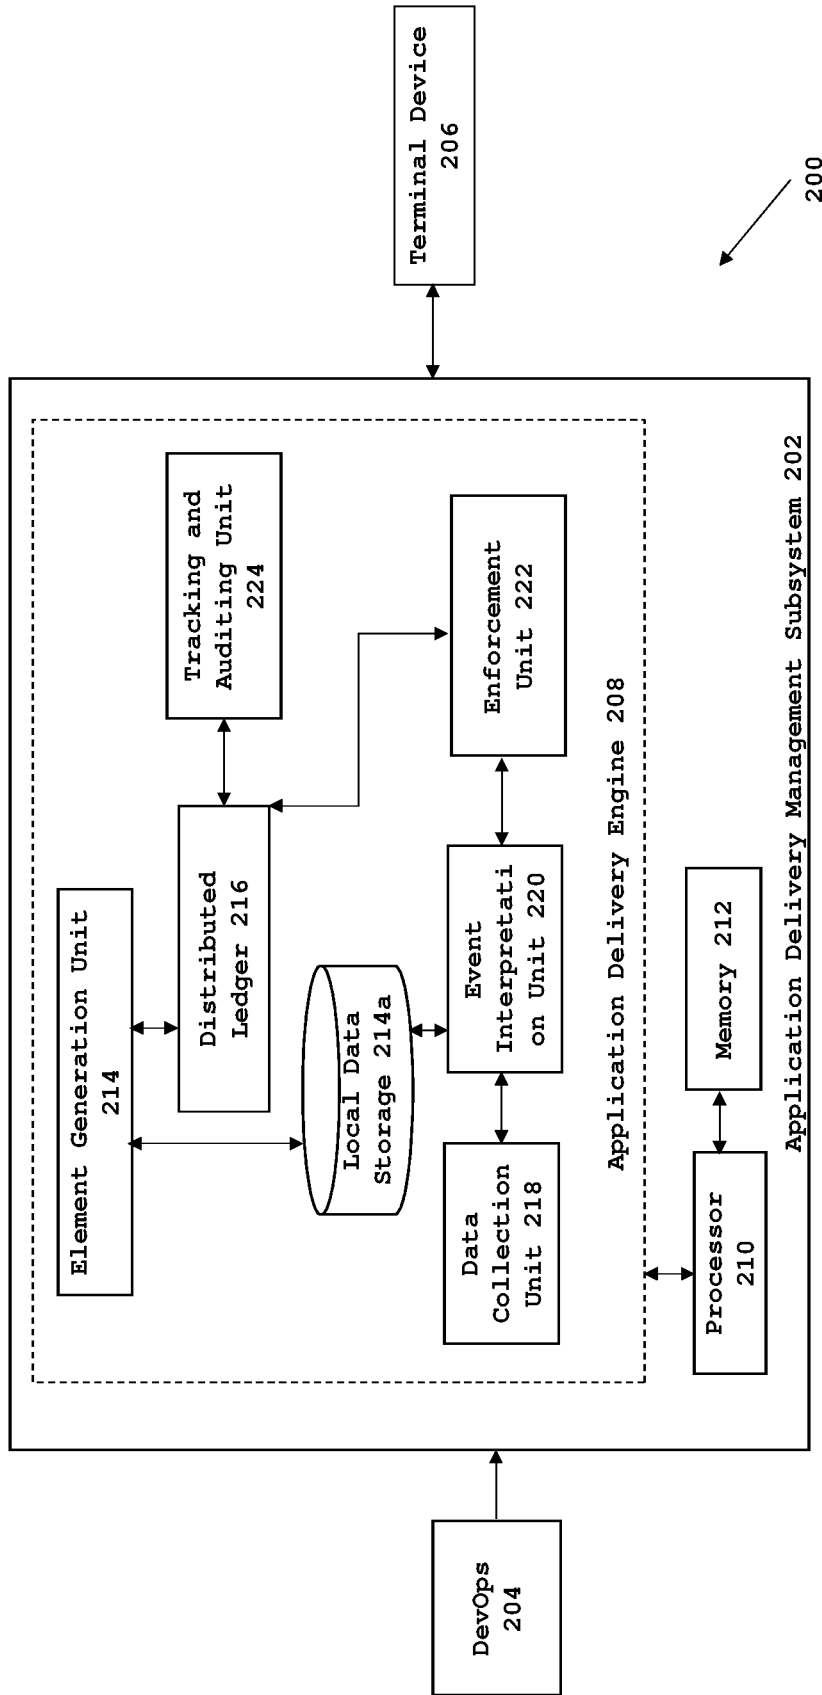 Element Generation Unit
214
Distributed
Ledger 216
Tracking and
Auditing Unit
224
Local Data
Storage 214a
Data
Collection
Unit 218
Event
Interpretati
on Unit 220
Enforcement
Unit 222
Application Delivery Engine 208
Processor
210
Memory 212
Application Delivery Management Subsystem 202
DevOps
204
Terminal Device
206
200